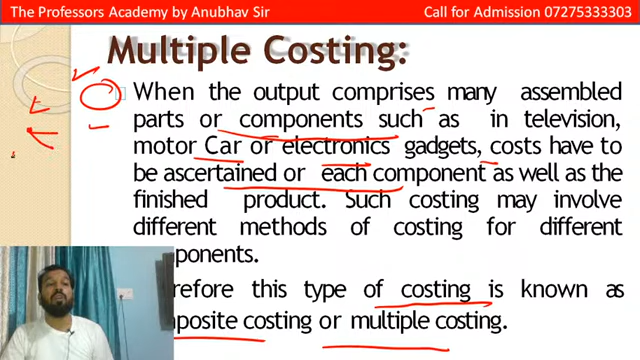 The Professors Academy by Anubhav Sir Call for Admission 07275333303
Multiple Costing:
When the output comprises many assembled
parts or components such as in television,
motor Car or electronics gadgets, costs have to
be ascertained or each component as well as the
finished product. Such costing may involve
different methods of costing for different
ponents.
refore this type of costing is known as
posite costing or multiple costing.